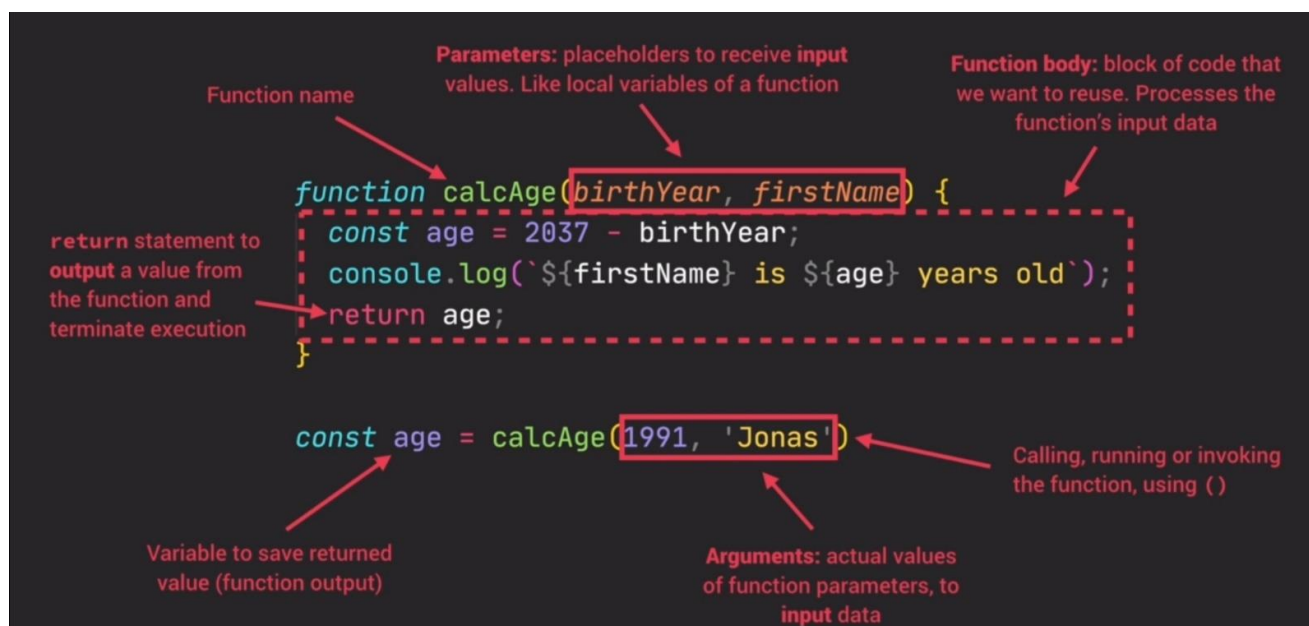 Parameters: placeholders to receive input
values. Like local variables of a function
Function body: block of code that
we want to reuse. Processes the
function's input data
Function name
function calcAge(birthYear, firstName) {
const age = 2037 - birthYear;
console.log(`${firstName} is ${age} years old`);
return age;
}
return statement to
output a value from
the function and
terminate execution
const age = calcAge(1991, 'Jonas')
Calling, running or invoking
the function, using ()
Variable to save returned
value (function output)
Arguments: actual values
of function parameters, to
input data